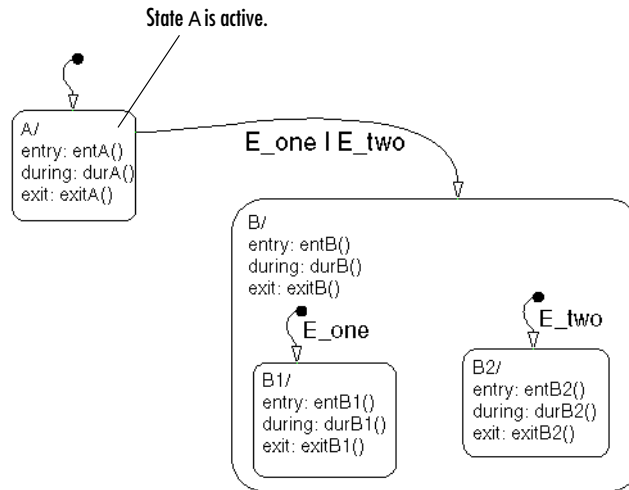 State A is active.
A/
entry: entA()
during: durA()
exit: exitA()
E_one | E_two
B/
entry: entB()
during: durB()
exit: exitB()
E_one
E_two
B1/
entry: entB1()
during: durB1()
exit: exitB1()
B2/
entry: entB2()
during: durB2()
exit: exitB2()